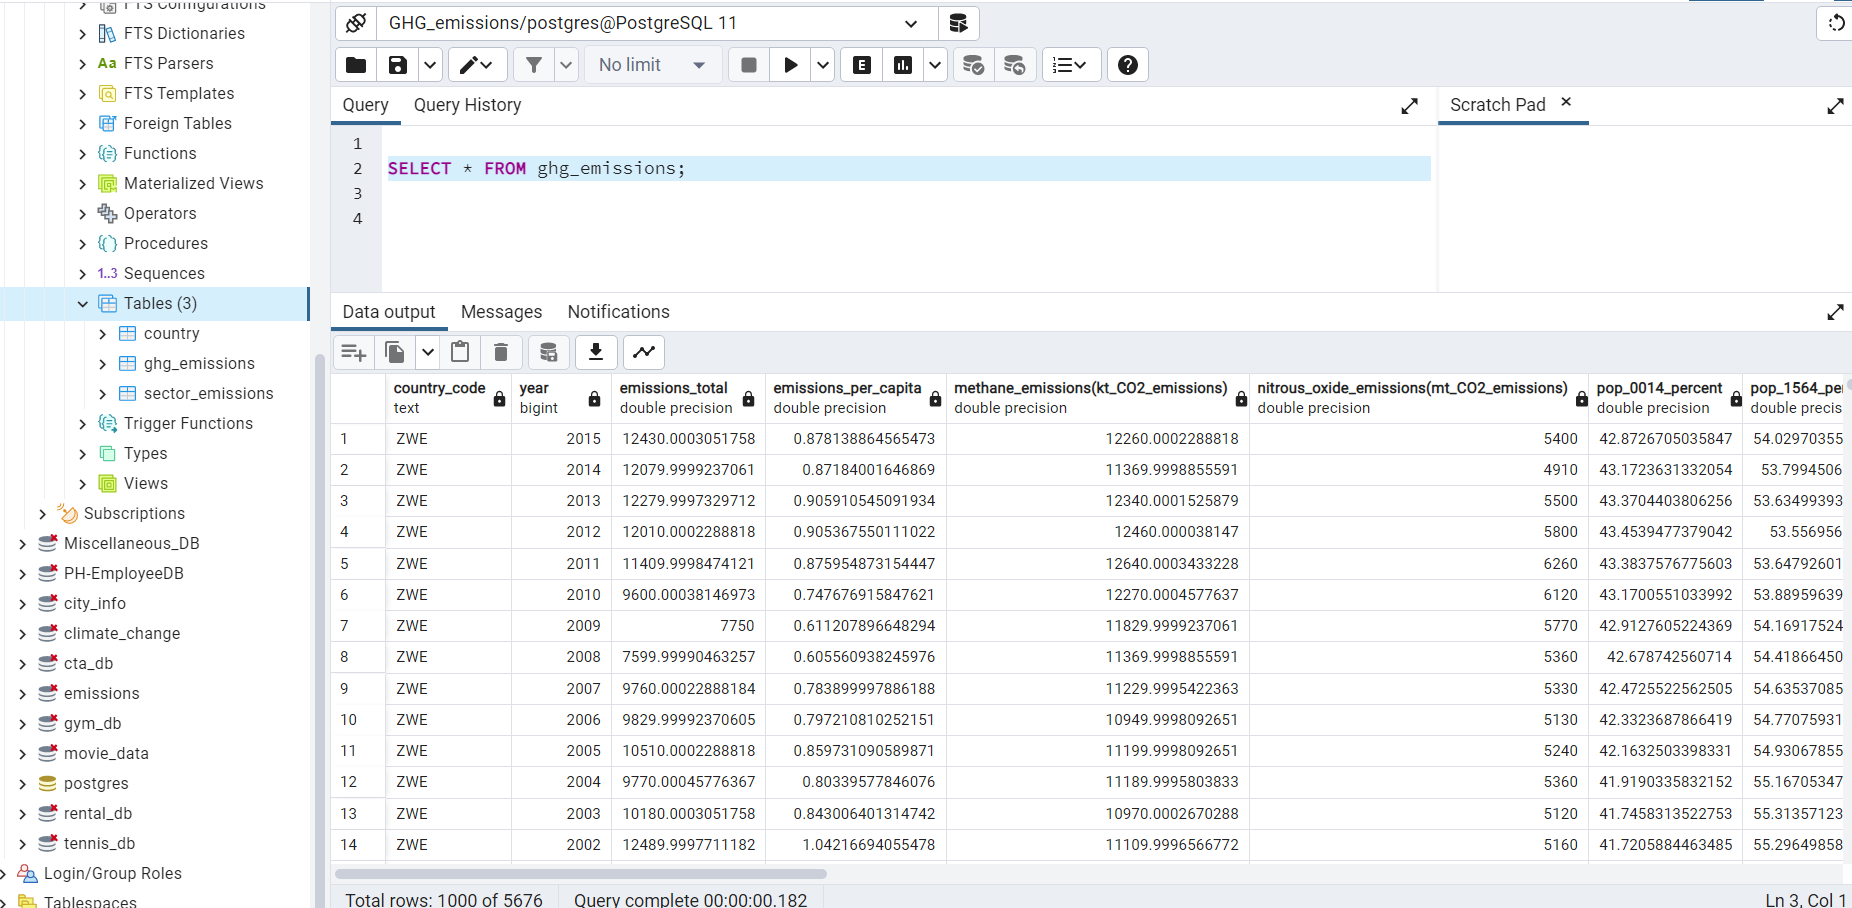 FTS Configurations
FTS Dictionaries
Aa FTS Parsers
FTS Templates
Foreign Tables
Functions
Materialized Views
Operators
Procedures
1..3 Sequences
Tables (3)
country
ghg_emissions
sector_emissions
Trigger Functions
Types
Views
Subscriptions
Miscellaneous_DB
PH-EmployeeDB
city_info
climate_change
cta_db
emissions
gym_db
movie_data
postgres
rental_db
tennis_db
Login/Group Roles
Tablespaces
GHG_emissions/postgres@PostgreSQL 11
No limit
E
Query Query History
Scratch Pad
1
2 SELECT * FROM ghg_emissions;
3
4
Data output Messages Notifications
country_code year emissions_total emissions_per_capita methane_emissions(kt_CO2_emissions) nitrous_oxide_emissions(mt_CO2_emissions) pop_0014_percent pop_1564_pe
text bigint double precision double precision double precision double precision double precision double precis
1 ZWE 2015 12430.0003051758 0.878138864565473 12260.0002288818 5400 42.8726705035847 54.02970355
2 ZWE 2014 12079.9999237061 0.87184001646869 11369.9998855591 4910 43.1723631332054 53.7994506
3 ZWE 2013 12279.9997329712 0.905910545091934 12340.0001525879 5500 43.3704403806256 53.63499393
4 ZWE 2012 12010.0002288818 0.905367550111022 12460.000038147 5800 43.4539477379042 53.556956
5 ZWE 2011 11409.9998474121 0.875954873154447 12640.0003433228 6260 43.3837576775603 53.64792601
6 ZWE 2010 9600.00038146973 0.747676915847621 12270.0004577637 6120 43.1700551033992 53.88959639
7 ZWE 2009 7750 0.611207896648294 11829.9999237061 5770 42.9127605224369 54.16917524
8 ZWE 2008 7599.99990463257 0.605560938245976 11369.9998855591 5360 42.678742560714 54.41866450
9 ZWE 2007 9760.00022888184 0.783899997886188 11229.9995422363 5330 42.4725522562505 54.63537085
10 ZWE 2006 9829.99992370605 0.797210810252151 10949.9998092651 5130 42.3323687866419 54.77075931
11 ZWE 2005 10510.0002288818 0.859731090589871 11199.9998092651 5240 42.1632503398331 54.93067855
12 ZWE 2004 9770.00045776367 0.80339577846076 11189.9995803833 5360 41.9190335832152 55.16705347
13 ZWE 2003 10180.0003051758 0.843006401314742 10970.0002670288 5120 41.7458313522753 55.31357123
14 ZWE 2002 12489.9997711182 1.04216694055478 11109.9996566772 5160 41.7205884463485 55.29649858
Total rows: 1000 of 5676 Query complete 00:00:00.182 Ln 3, Col 1